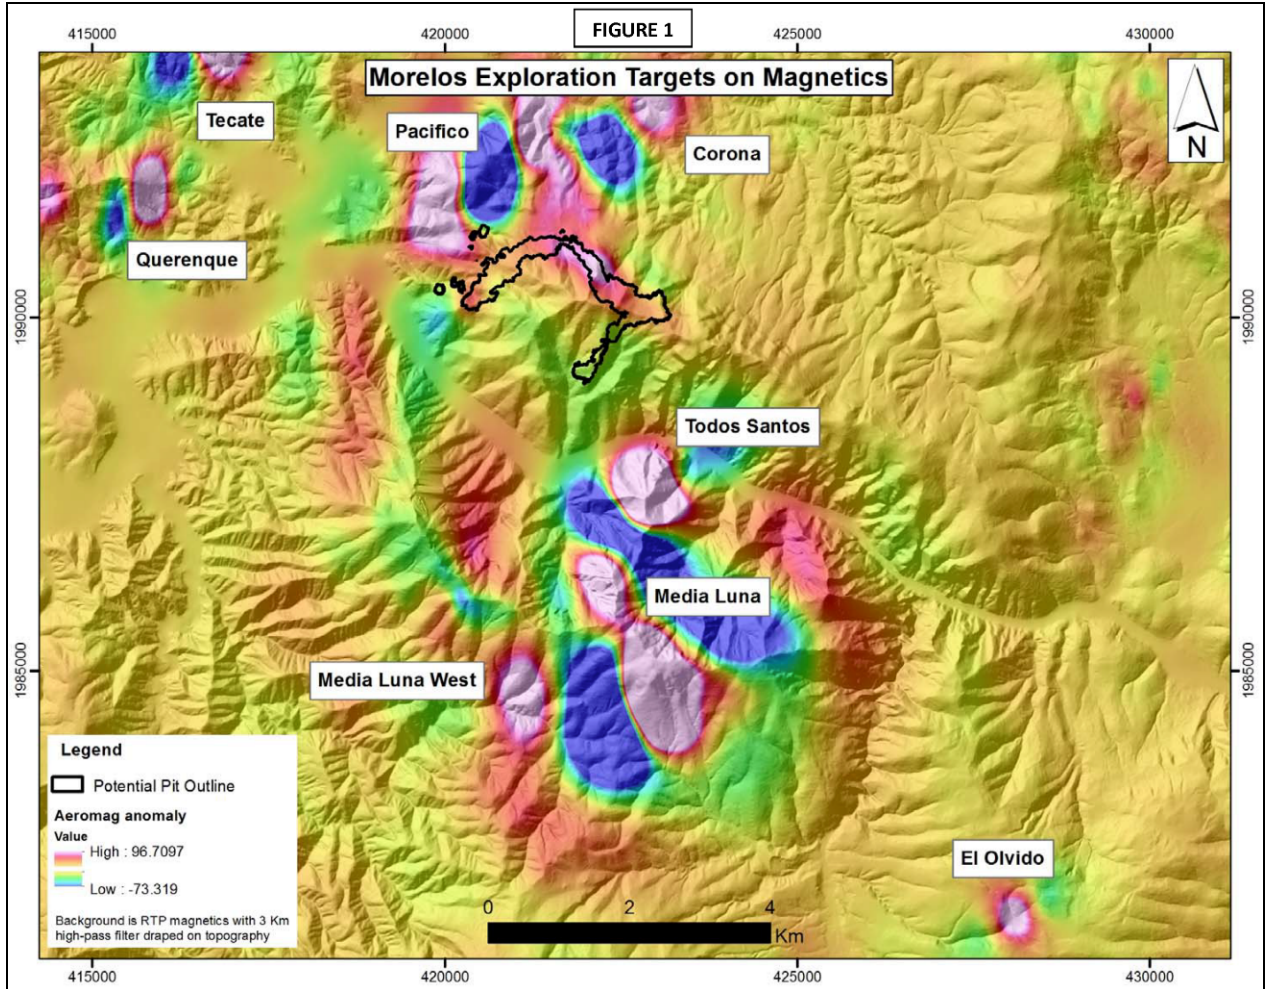 FIGURE 1
415000
420000
425000
430000
Morelos Exploration Targets on Magnetics
N
Tecate
Pacifico
Corona
Querenque
1990000
1990000
Todos Santos
Media Luna
Media Luna West
1985000
1985000
Legend
Potential Pit Outline
Aeromag anomaly
Value
High : 96.7097
Low : -73.319
Background is RTP magnetics with 3 Km
high-pass filter draped on topography
El Olvido
0
2
4
Km
415000
420000
425000
430000